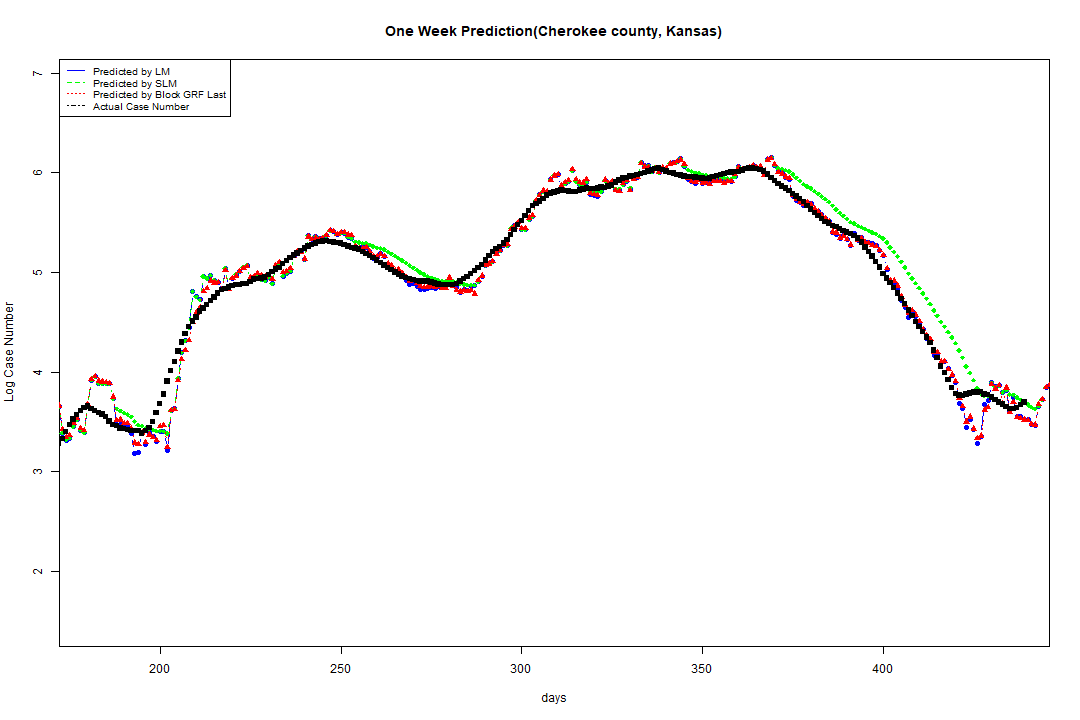 One Week Prediction(Cherokee county, Kansas)
Predicted by LM
Predicted by SLM
Predicted by Block GRF Last
Actual Case Number
7
6
5
4
3
2
Log Case Number
200 250 300 350 400
days